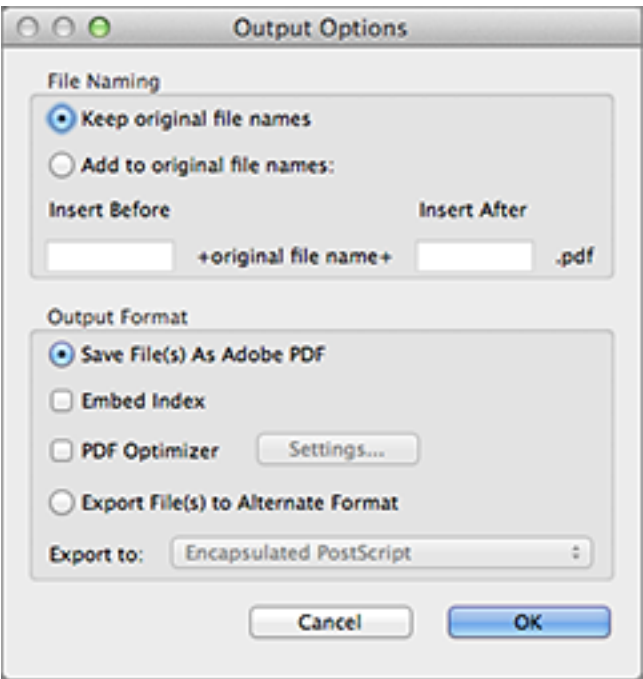 Output Options
File Naming
Keep original file names
Add to original file names:
Insert Before Insert After
+original file name+ .pdf
Output Format
Save File(s) As Adobe PDF
Embed Index
PDF Optimizer Settings...
Export File(s) to Alternate Format
Export to: Encapsulated PostScript
Cancel OK